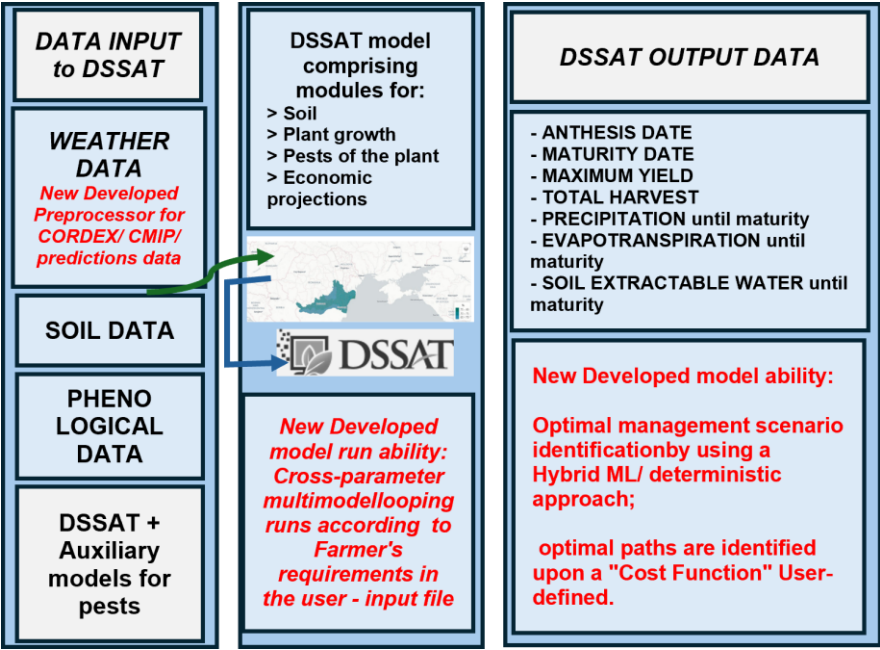 DATA INPUT
to DSSAT
WEATHER
DATA
New Developed
Preprocessor for
CORDEX/ CMIP/
predictions data
SOIL DATA
PHENO
LOGICAL
DATA
DSSAT +
Auxiliary
models for
pests
DSSAT model
comprising
modules for:
> Soil
> Plant growth
> Pests of the plant
> Economic
projections
DSSAT
New Developed
model run ability:
Cross-parameter
multimodellooping
runs according to
Farmer's
requirements in
the user - input file
DSSAT OUTPUT DATA
- ANTHESIS DATE
- MATURITY DATE
- MAXIMUM YIELD
- TOTAL HARVEST
- PRECIPITATION until maturity
- EVAPOTRANSPIRATION until
maturity
- SOIL EXTRACTABLE WATER until
maturity
New Developed model ability:
Optimal management scenario
identificationby using a
Hybrid ML/ deterministic
approach;
optimal paths are identified
upon a "Cost Function" User-
defined.